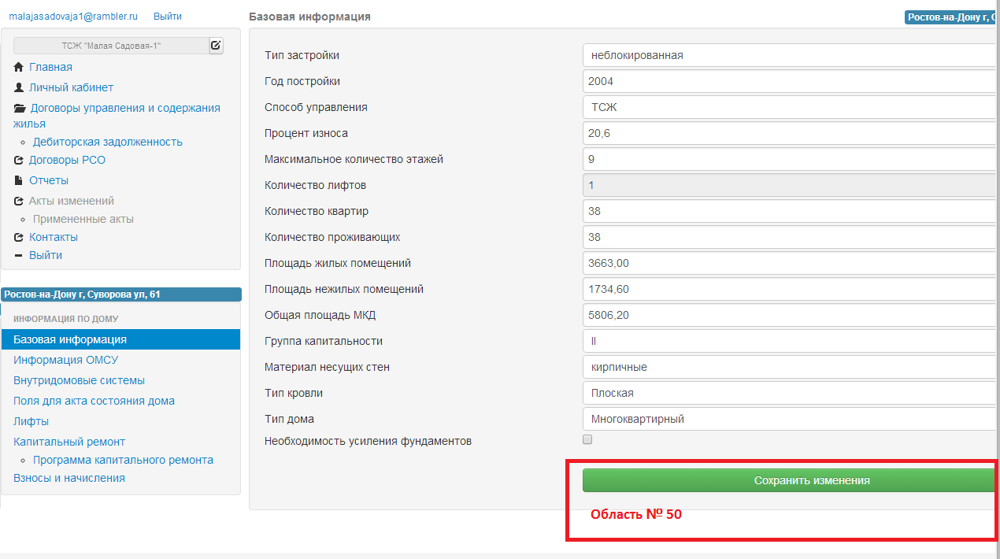 malajasadovaja1@rambler.ru Выйти
ТСЖ "Малая Садовая-1"
Главная
Личный кабинет
Договоры управления и содержания
жилья
Дебиторская задолженность
Договоры РСО
Отчеты
Акты изменений
Примененные акты
Контакты
Выйти
Ростов-на-Дону г, Суворова ул, 61
ИНФОРМАЦИЯ ПО ДОМУ
Базовая информация
Информация ОМСУ
Внутридомовые системы
Поля для акта состояния дома
Лифты
Капитальный ремонт
Программа капитального ремонта
Взносы и начисления
Базовая информация
Ростов-на-Дону г,
Тип застройки неблокированная
Год постройки 2004
Способ управления ТСЖ
Процент износа 20,6
Максимальное количество этажей 9
Количество лифтов 1
Количество квартир 38
Количество проживающих 38
Площадь жилых помещений 3663,00
Площадь нежилых помещений 1734,60
Общая площадь МКД 5806,20
Группа капитальности II
Материал несущих стен кирпичные
Тип кровли Плоская
Тип дома Многоквартирный
Необходимость усиления фундаментов
Сохранить изменения
Область № 50